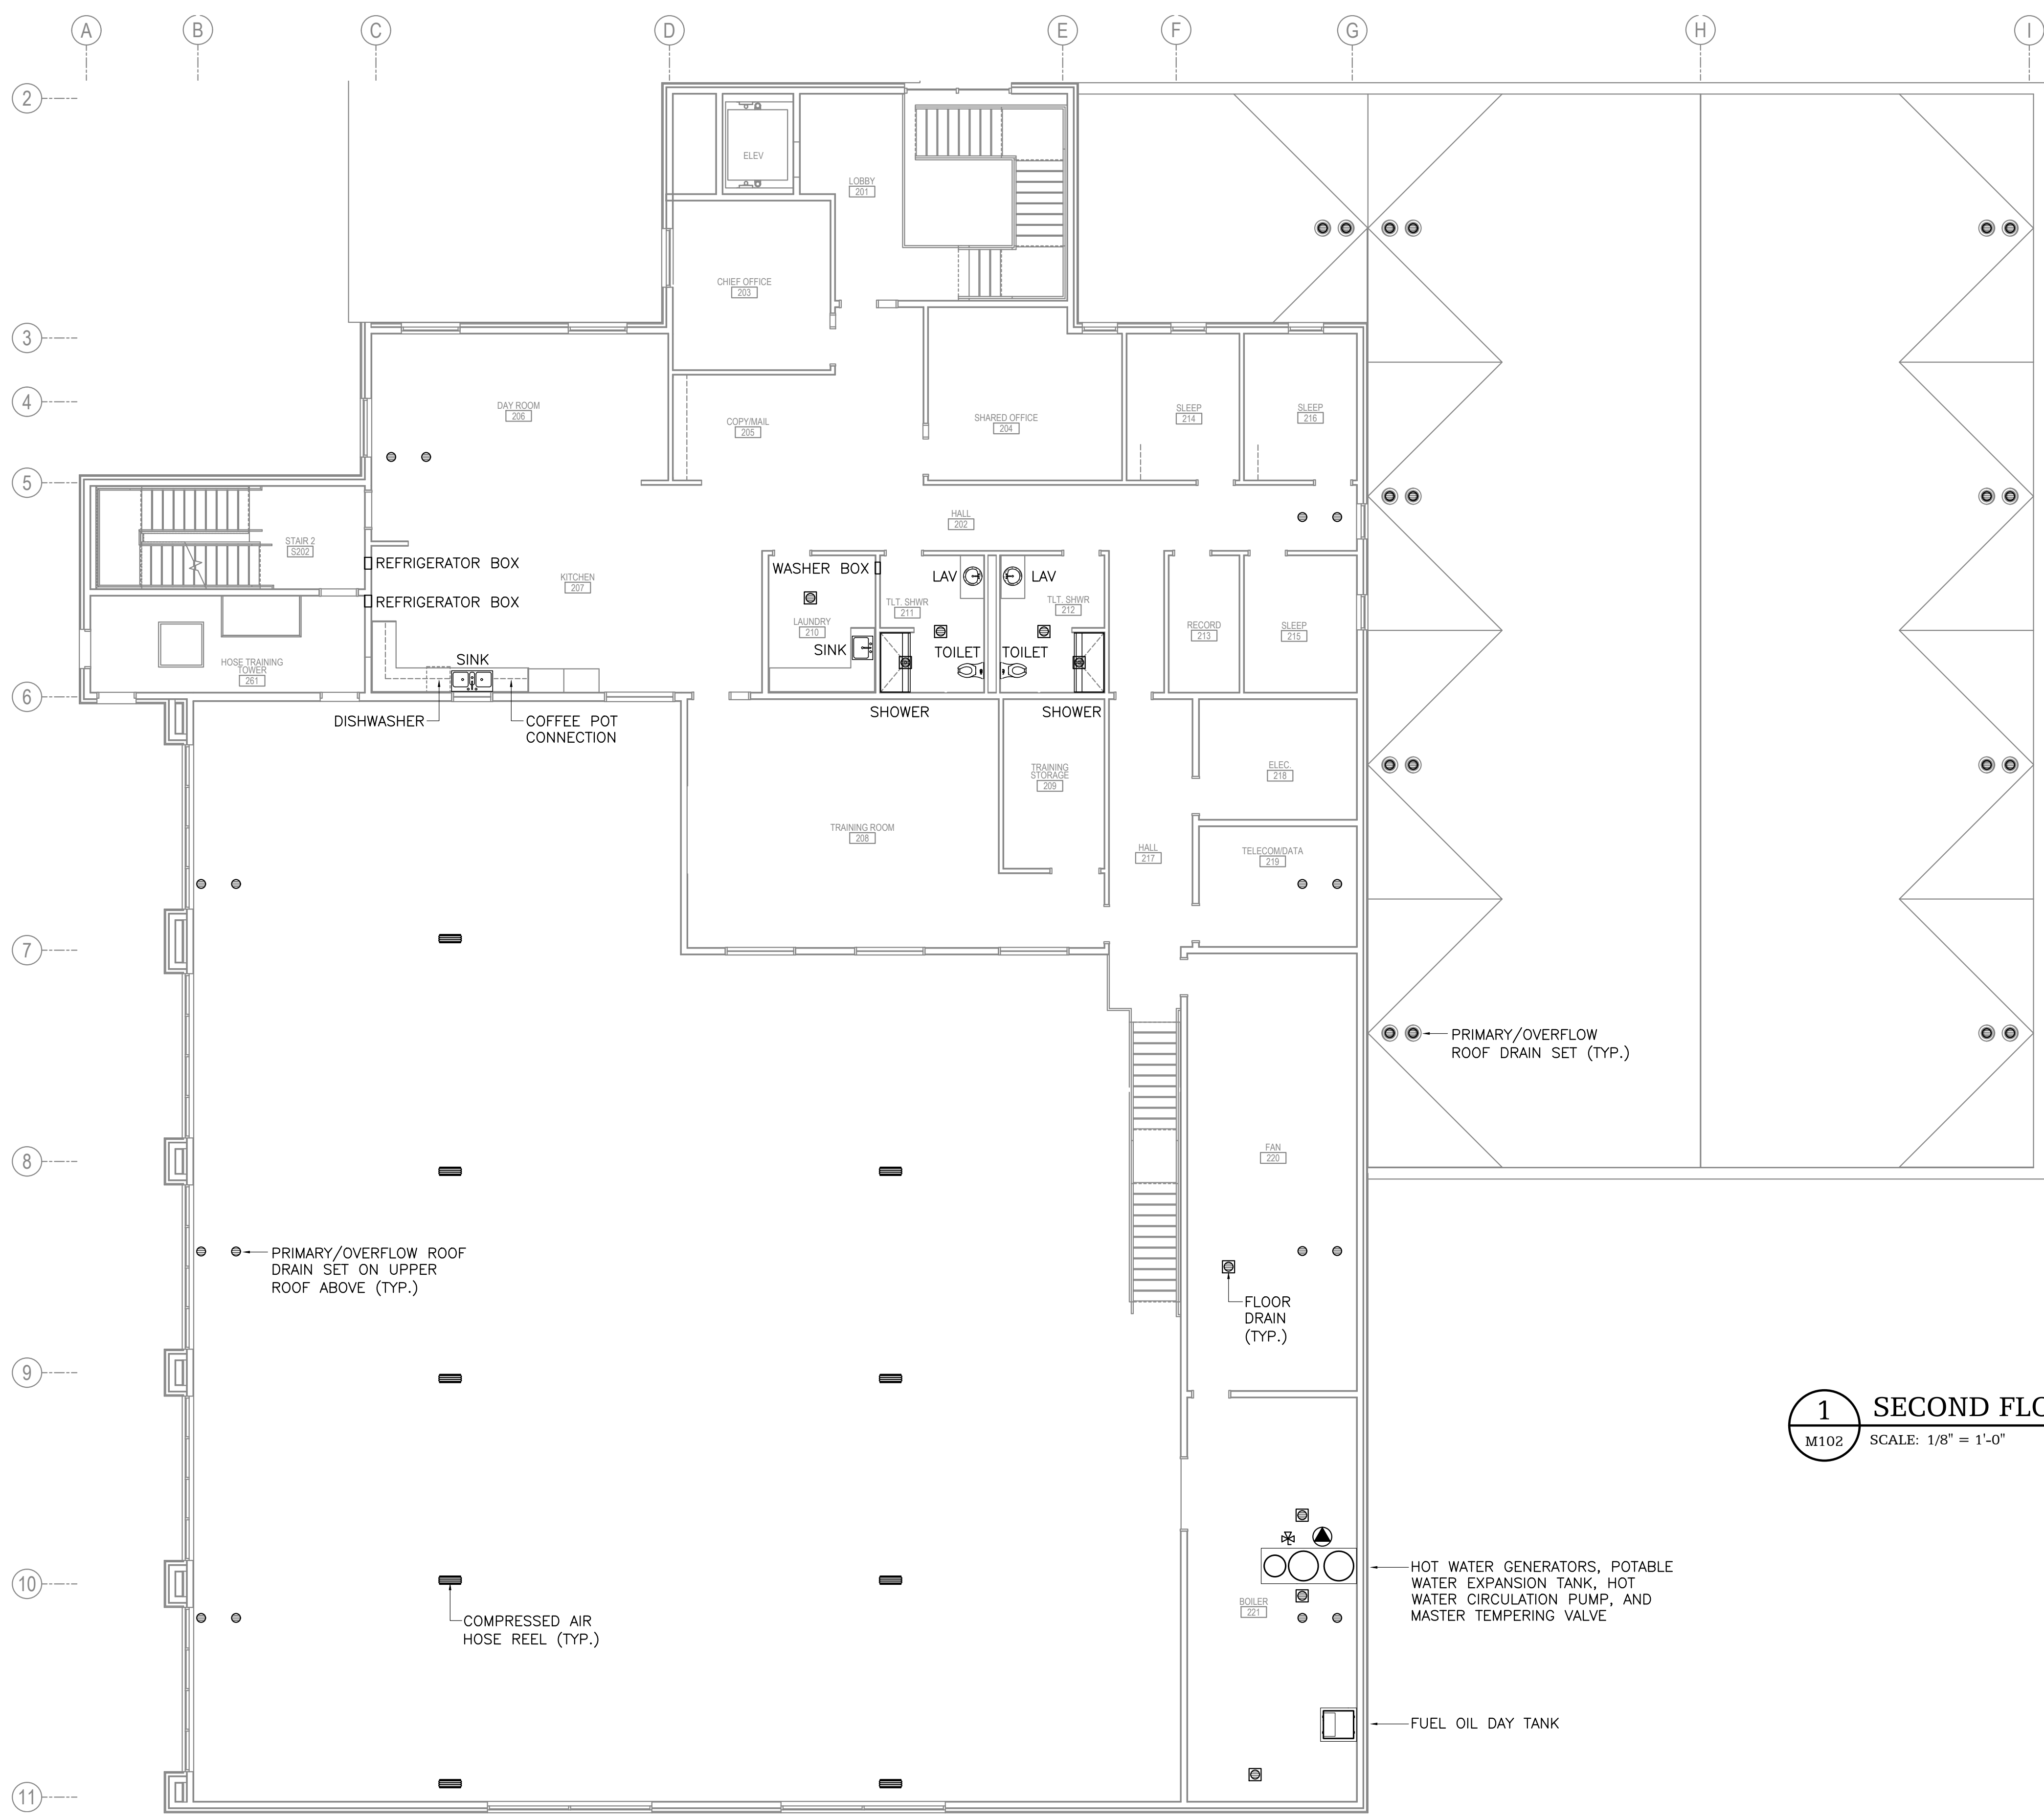 A B C D E F G H I
2
ELEV
LOBBY
201
CHIEF OFFICE
203
3
4
DAY ROOM
206
COPY/MAIL
205
SHARED OFFICE
204
SLEEP
214
SLEEP
216
5
HALL
202
STAIR 2
S202
REFRIGERATOR BOX
KITCHEN
207
REFRIGERATOR BOX
WASHER BOX
LAV
LAV
TLT. SHWR
211
TLT. SHWR
212
LAUNDRY
210
RECORD
213
SLEEP
215
SINK
TOILET
TOILET
HOSE TRAINING
TOWER
261
SINK
6
DISHWASHER
COFFEE POT
CONNECTION
SHOWER
SHOWER
TRAINING
STORAGE
209
ELEC.
218
TRAINING ROOM
208
HALL
217
TELECOM/DATA
219
7
PRIMARY/OVERFLOW
ROOF DRAIN SET (TYP.)
8
FAN
220
PRIMARY/OVERFLOW ROOF
DRAIN SET ON UPPER
ROOF ABOVE (TYP.)
FLOOR
DRAIN
(TYP.)
9
1
M102
SECOND FLO
SCALE: 1/8" = 1'-0"
10
HOT WATER GENERATORS, POTABLE
WATER EXPANSION TANK, HOT
WATER CIRCULATION PUMP, AND
MASTER TEMPERING VALVE
BOILER
221
COMPRESSED AIR
HOSE REEL (TYP.)
FUEL OIL DAY TANK
11